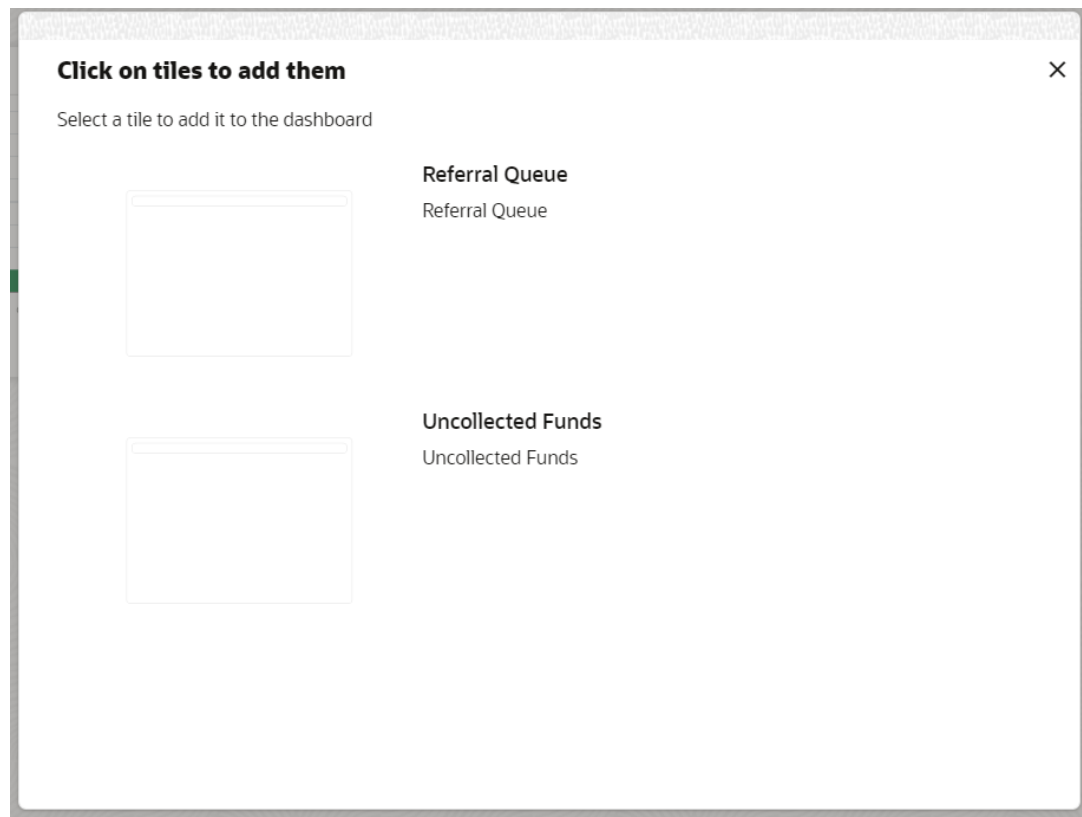 Click on tiles to add them
Select a tile to add it to the dashboard
Referral Queue
Referral Queue
Uncollected Funds
Uncollected Funds